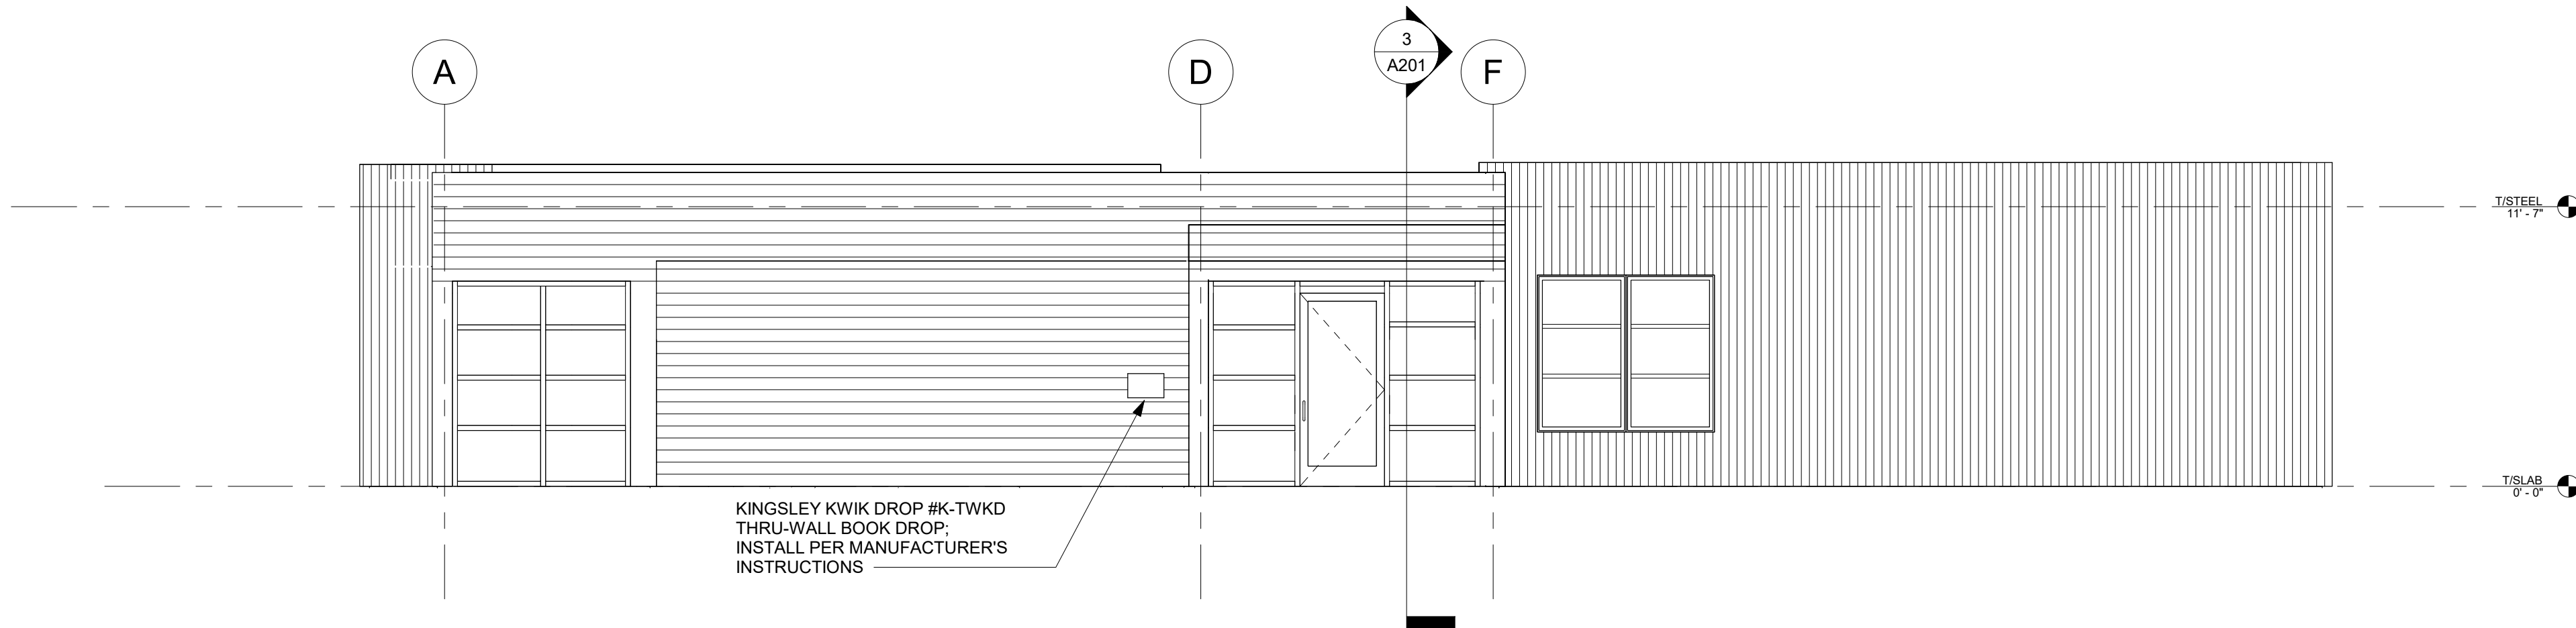 A
D
3
A201
F
T/STEEL
11' - 7"
T/SLAB
0' - 0"
KINGSLEY KWIK DROP #K-TWKD
THRU-WALL BOOK DROP;
INSTALL PER MANUFACTURER'S
INSTRUCTIONS